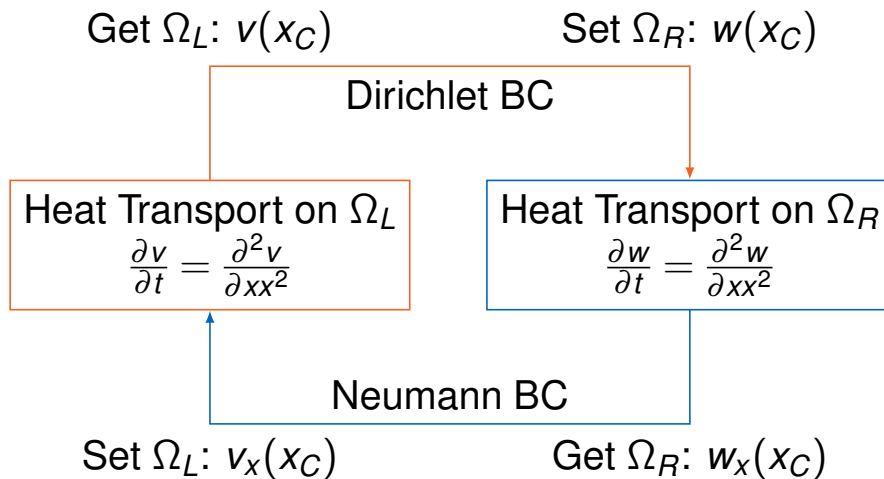 Get Ω_L: v(x_C)
Set Ω_R: w(x_C)
Dirichlet BC
Heat Transport on Ω_L
∂v/∂t = ∂²v/∂xx²
Heat Transport on Ω_R
∂w/∂t = ∂²w/∂xx²
Neumann BC
Set Ω_L: v_x(x_C)
Get Ω_R: w_x(x_C)